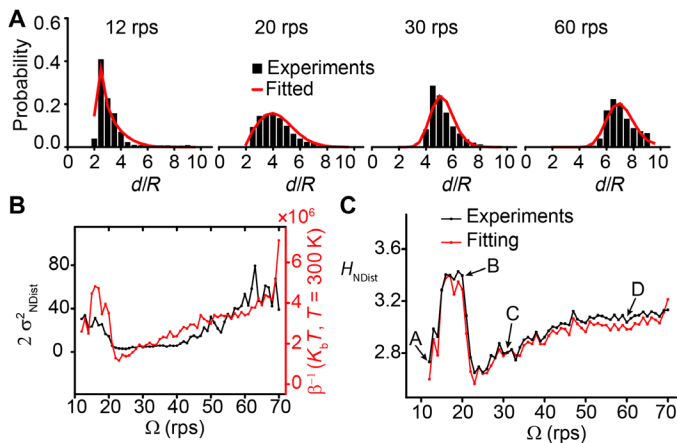 A
12 rps
20 rps
30 rps
60 rps
Probability
0.6
0.4
0.2
0.0
Experiments
Fitted
0 2 4 6 8 10
0 2 4 6 8 10
0 2 4 6 8 10
0 2 4 6 8 10
d/R
d/R
d/R
d/R
B
×10⁶
2 σ²NDist
80
40
0
6
4
2
0
β⁻¹ (KbT, T = 300 K)
10 20 30 40 50 60 70
Ω (rps)
C
Experiments
Fitting
HNDist
3.6
3.2
2.8
A
B
C
D
10 20 30 40 50 60 70
Ω (rps)